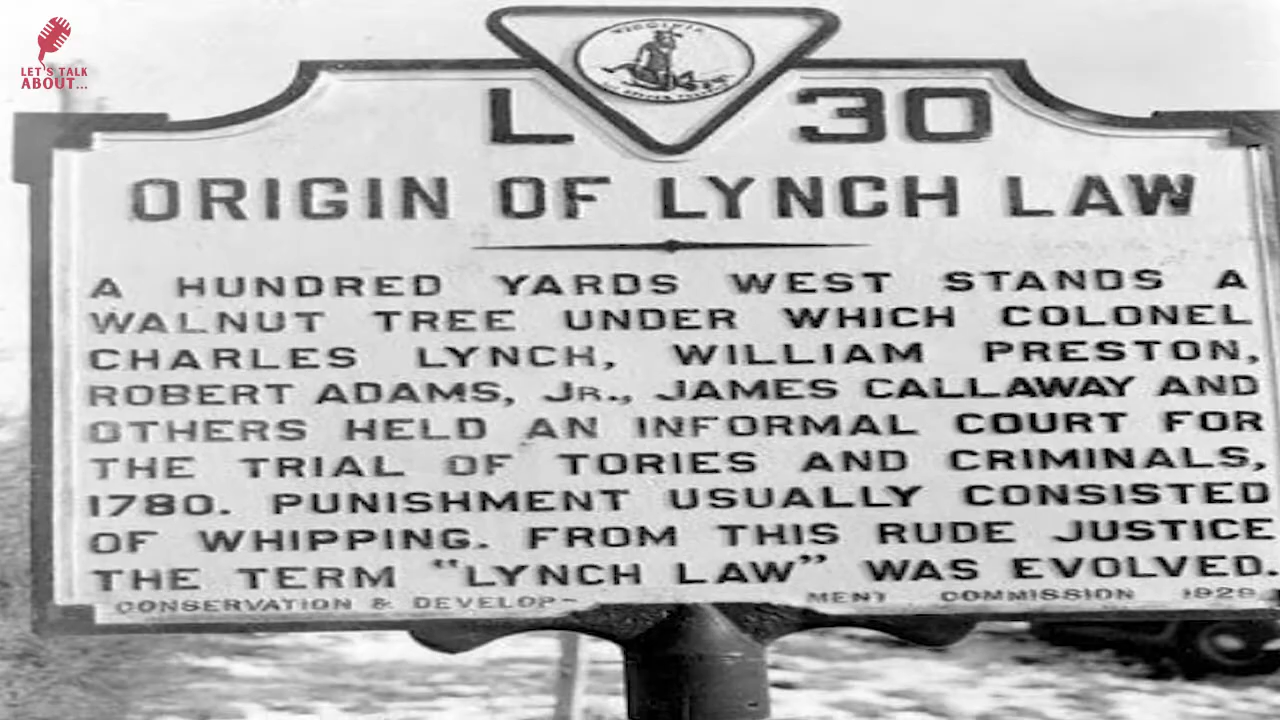 LET'S TALK
ABOUT...
VIRGINIA
L 30
ORIGIN OF LYNCH LAW
A HUNDRED YARDS WEST STANDS A
WALNUT TREE UNDER WHICH COLONEL
CHARLES LYNCH, WILLIAM PRESTON,
ROBERT ADAMS, JR., JAMES CALLAWAY AND
OTHERS HELD AN INFORMAL COURT FOR
THE TRIAL OF TORIES AND CRIMINALS,
1780. PUNISHMENT USUALLY CONSISTED
OF WHIPPING. FROM THIS RUDE JUSTICE
THE TERM "LYNCH LAW" WAS EVOLVED.
CONSERVATION & DEVELOP- MENT COMMISSION 1929